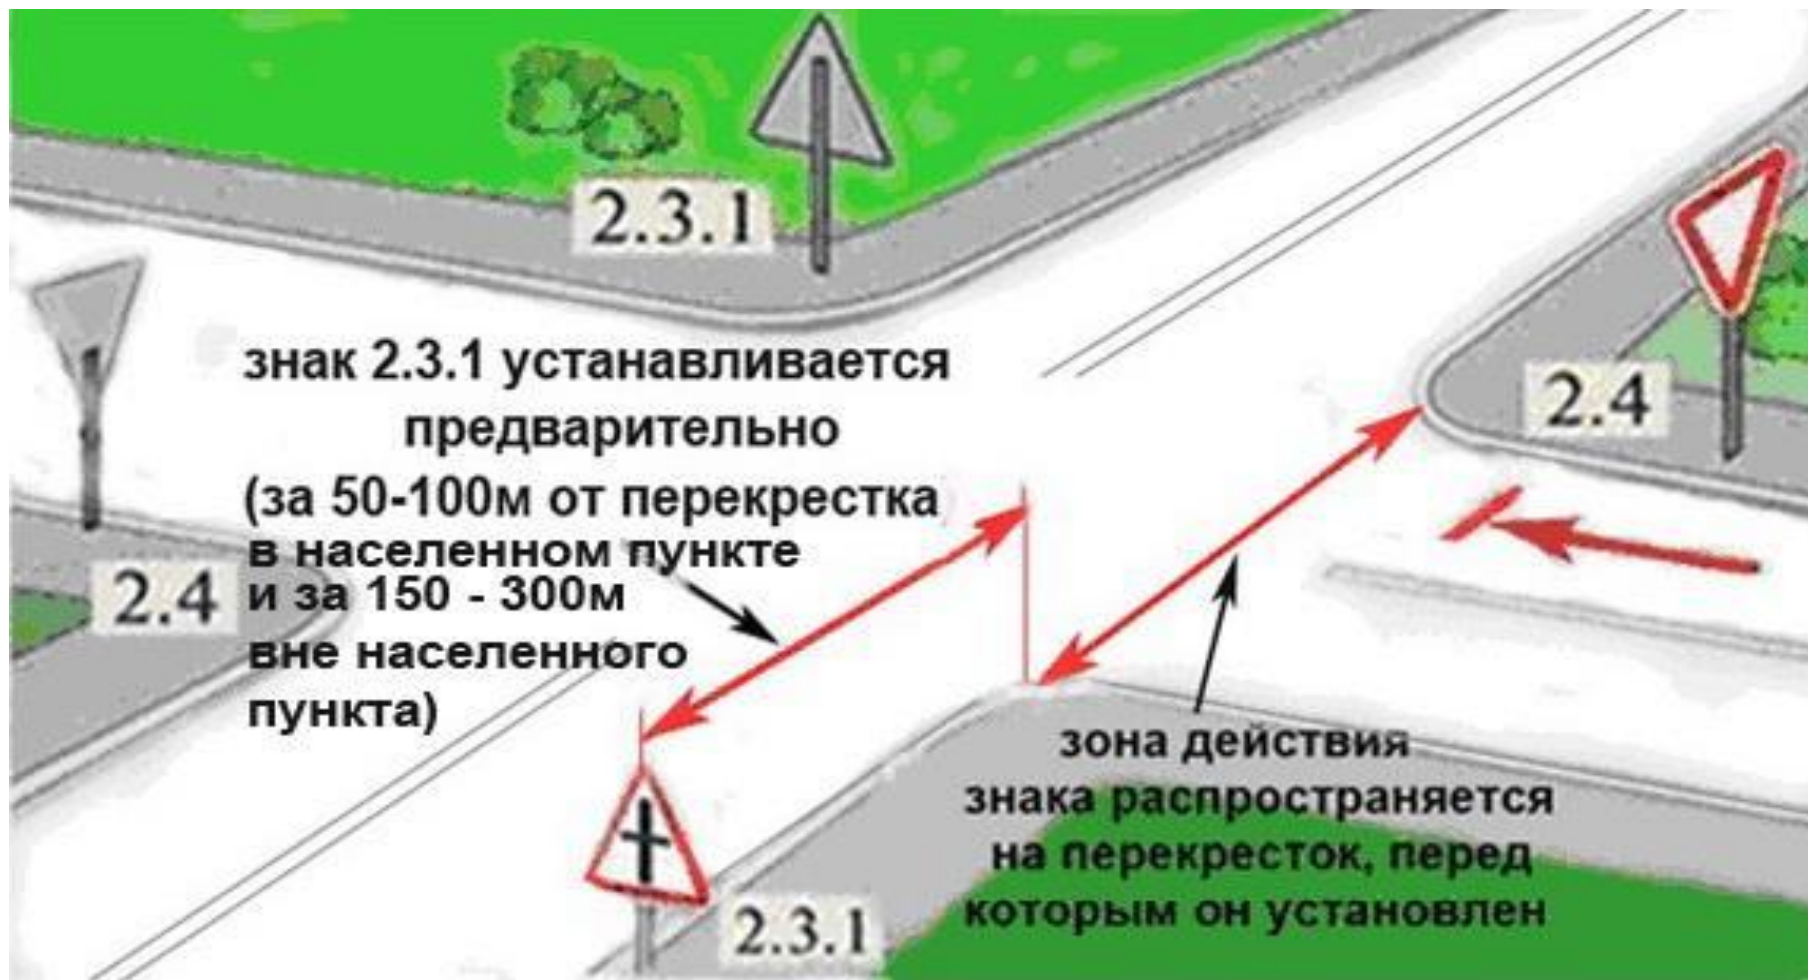 2.3.1
знак 2.3.1 устанавливается
предварительно
(за 50-100м от перекрестка
в населенном пункте
и за 150 - 300м
вне населенного
пункта)
2.4
2.4
зона действия
знака распространяется
на перекресток, перед
которым он установлен
2.3.1